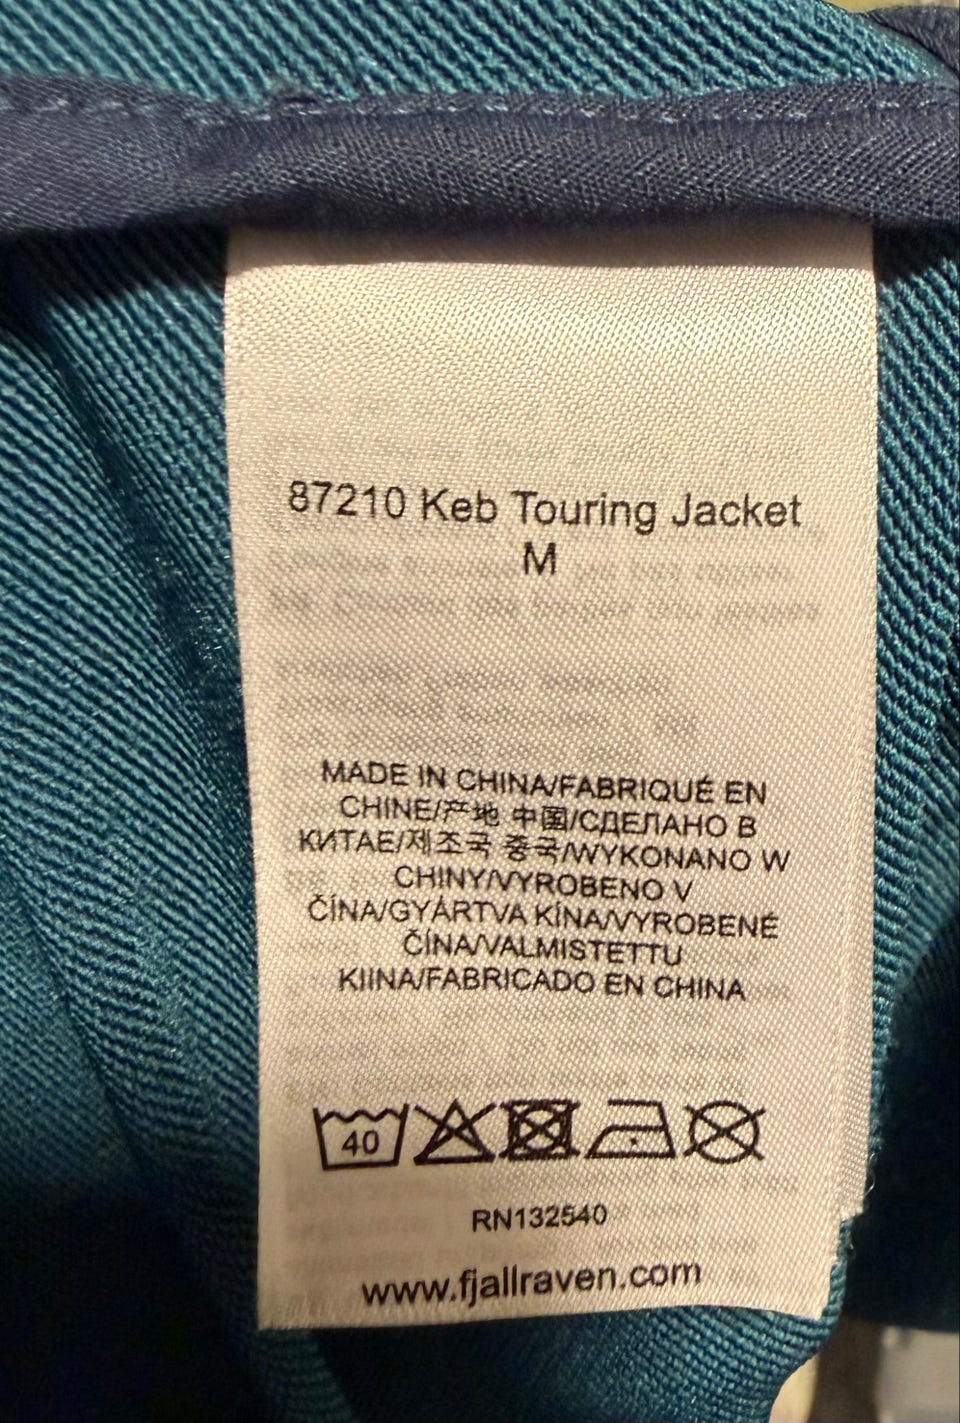 87210 Keb Touring Jacket
M
MADE IN CHINA/FABRIQUÉ EN
CHINE/产地 中国/СДЕЛАНО В
КИТАЕ/제조국 중국/WYKONANO W
CHINY/VYROBENO V
ČÍNA/GYÁRTVA KÍNA/VYROBENÉ
ČÍNA/VALMISTETTU
KIINA/FABRICADO EN CHINA
40
RN132540
www.fjallraven.com